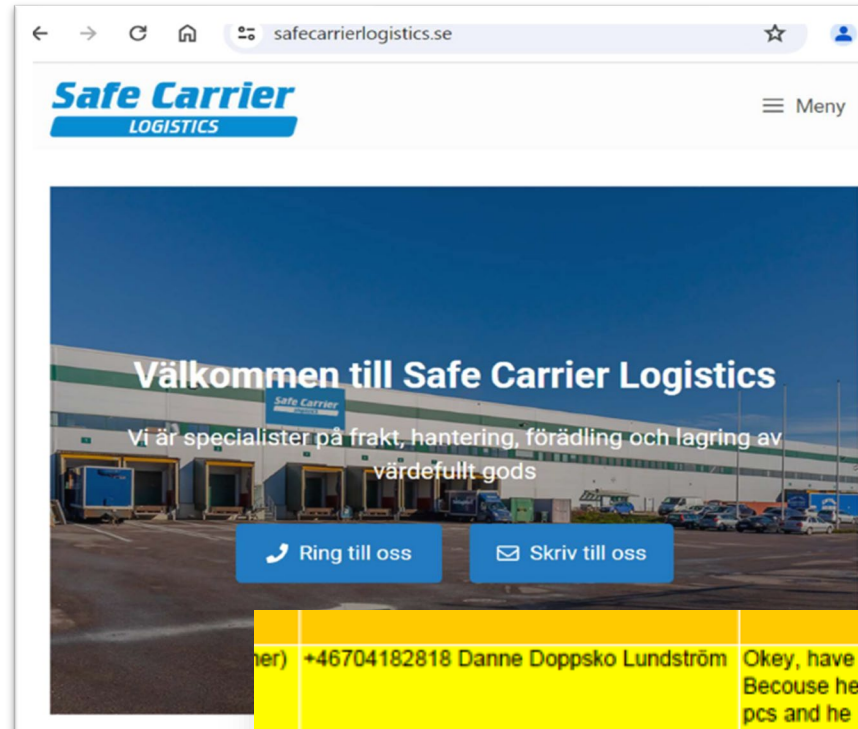 safecarrierlogistics.se
Safe Carrier
LOGISTICS
Meny
Välkommen till Safe Carrier Logistics
Safe Carrier
Vi är specialister på frakt, hantering, förädling och lagring av
värdefullt gods
Ring till oss
Skriv till oss
her) +46704182818 Danne Doppsko Lundström Okey, have
Becouse he
pcs and he